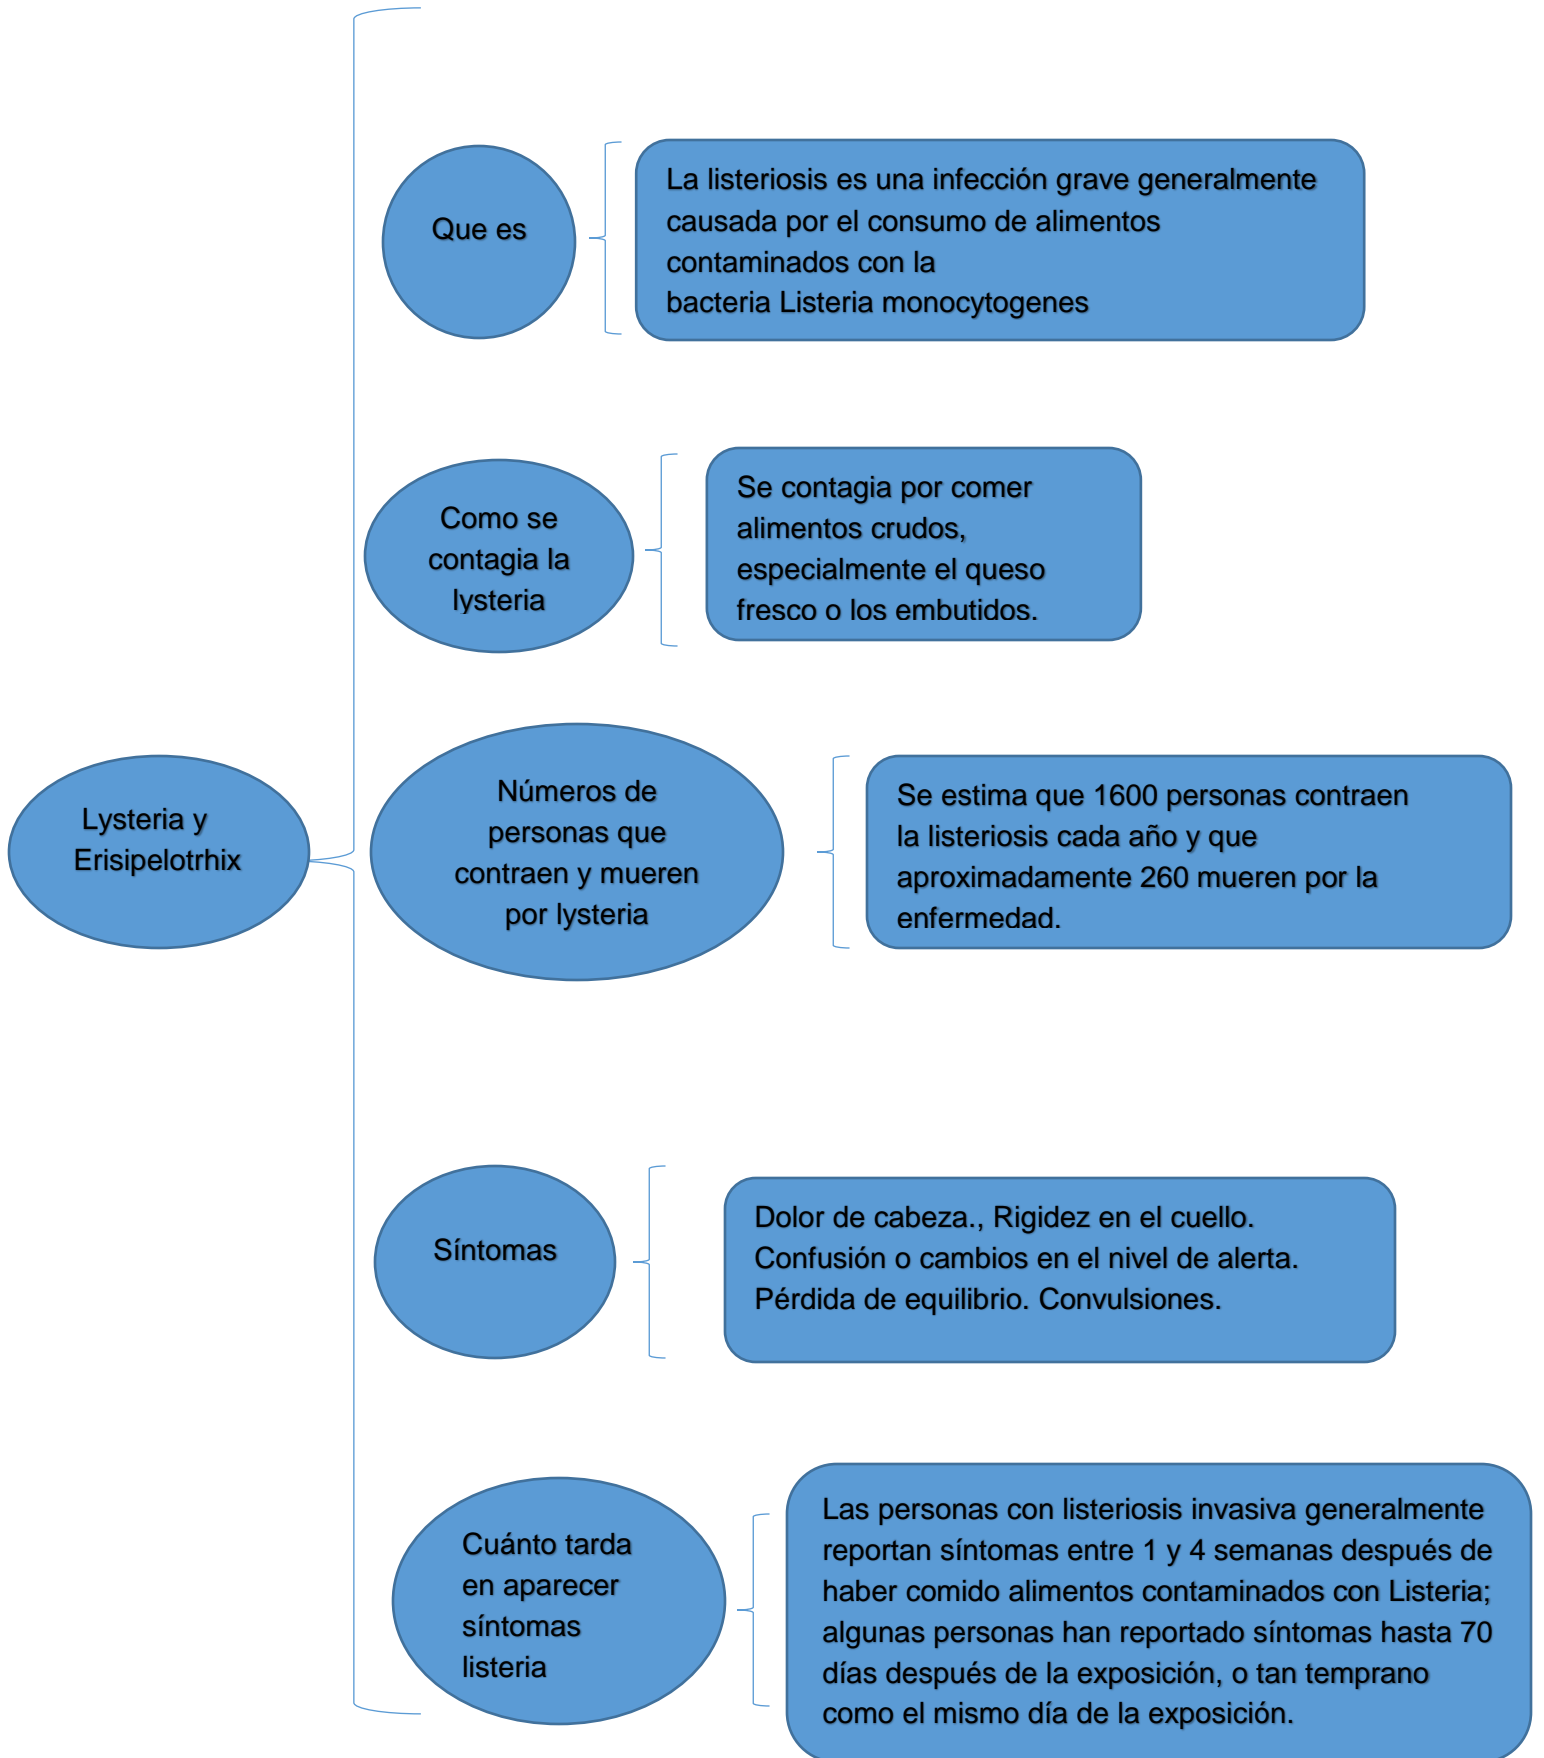 Que es
La listeriosis es una infección grave generalmente
causada por el consumo de alimentos
contaminados con la
bacteria Listeria monocytogenes
Como se
contagia la
lysteria
Se contagia por comer
alimentos crudos,
especialmente el queso
fresco o los embutidos.
Lysteria y
Erisipelotrhix
Números de
personas que
contraen y mueren
por lysteria
Se estima que 1600 personas contraen
la listeriosis cada año y que
aproximadamente 260 mueren por la
enfermedad.
Síntomas
Dolor de cabeza., Rigidez en el cuello.
Confusión o cambios en el nivel de alerta.
Pérdida de equilibrio. Convulsiones.
Cuánto tarda
en aparecer
síntomas
listeria
Las personas con listeriosis invasiva generalmente
reportan síntomas entre 1 y 4 semanas después de
haber comido alimentos contaminados con Listeria;
algunas personas han reportado síntomas hasta 70
días después de la exposición, o tan temprano
como el mismo día de la exposición.